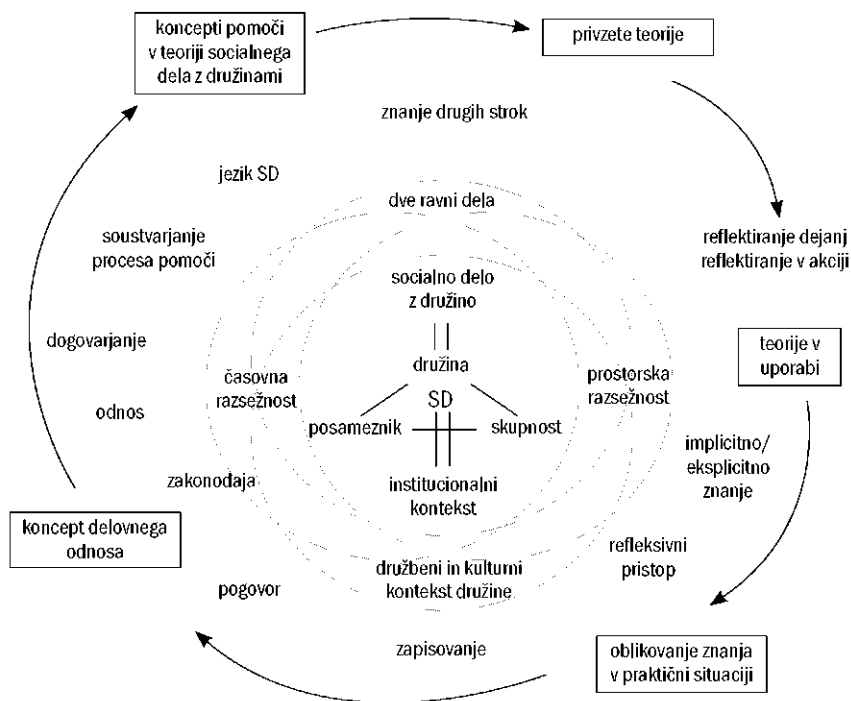 koncepti pomoči
v teoriji socialnega
dela z družinami
privzete teorije
znanje drugih strok
jezik SD
dve ravni dela
soustvarjanje
procesa pomoči
reflektiranje dejanj
reflektiranje v akciji
socialno delo
z družino
dogovarjanje
teorije v
uporabi
družina
časovna
razsežnost
prostorska
razsežnost
SD
odnos
posameznik
skupnost
implicitno/
eksplicitno
znanje
zakonodaja
institucionalni
kontekst
koncept delovnega
odnosa
refleksivni
pristop
družbeni in kulturni
kontekst družine
pogovor
zapisovanje
oblikovanje znanja
v praktični situaciji